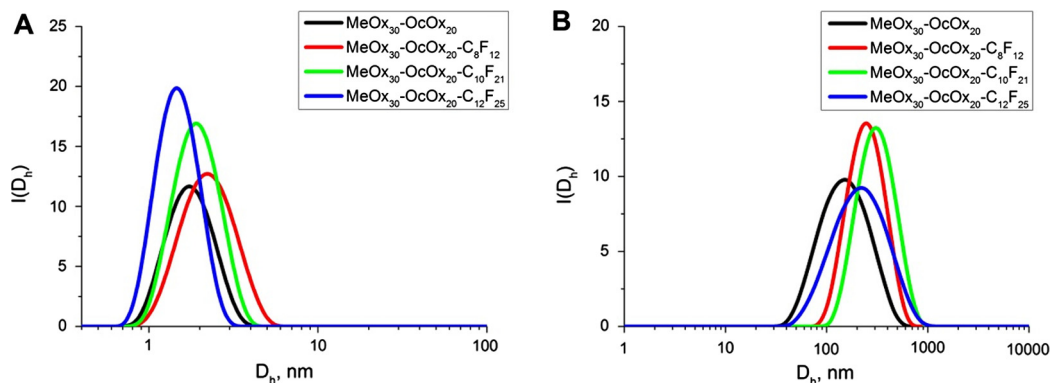 A
25
20
15
10
5
0
I(Dₕ)
MeOx₃₀-OcOx₂₀
MeOx₃₀-OcOx₂₀-C₈F₁₂
MeOx₃₀-OcOx₂₀-C₁₀F₂₁
MeOx₃₀-OcOx₂₀-C₁₂F₂₅
1 10 100
Dₕ, nm
B
20
15
10
5
0
I(Dₕ)
MeOx₃₀-OcOx₂₀
MeOx₃₀-OcOx₂₀-C₈F₁₂
MeOx₃₀-OcOx₂₀-C₁₀F₂₁
MeOx₃₀-OcOx₂₀-C₁₂F₂₅
1 10 100 1000 10000
Dₕ, nm